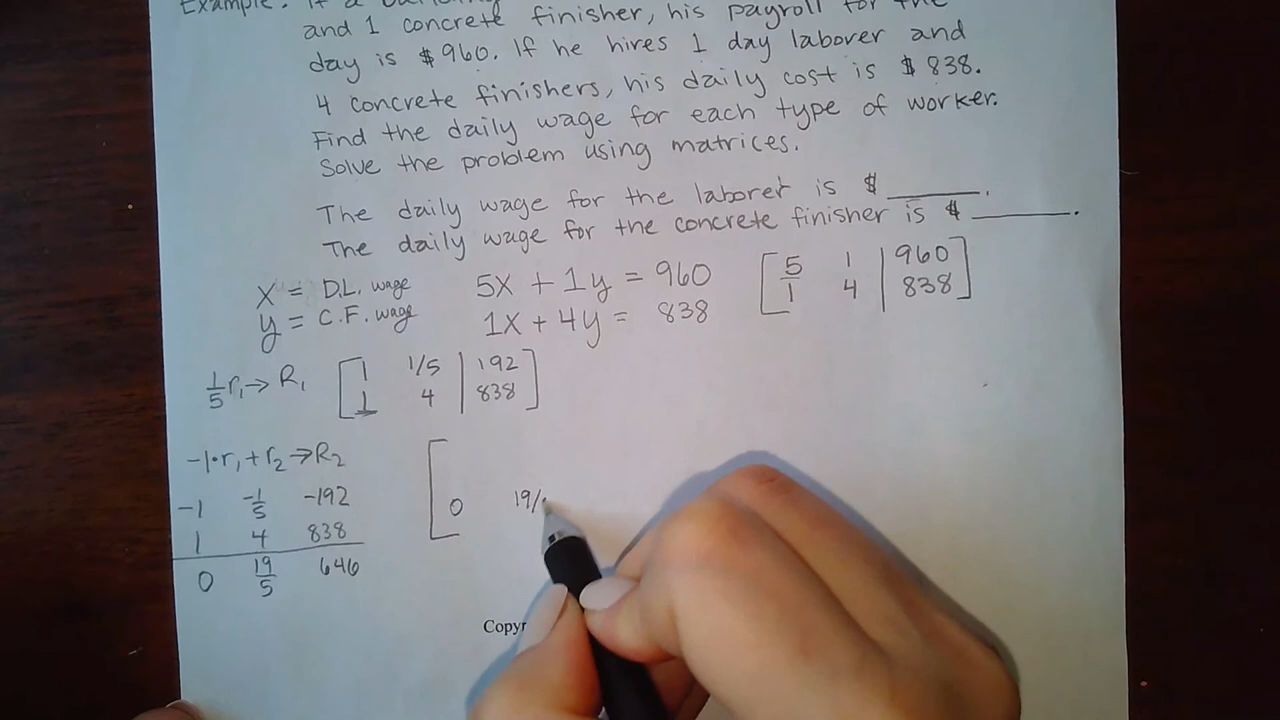 Example: If a
and 1 concrete finisher, his payroll for the
day is $960. If he hires 1 day laborer and
4 concrete finishers, his daily cost is $838.
Find the daily wage for each type of worker.
Solve the problem using matrices.
The daily wage for the laborer is $ ______.
The daily wage for the concrete finisher is $ ______.
x = D.L. wage 5x + 1y = 960 [5 1 | 960]
y = C.F. wage 1x + 4y = 838 [1 4 | 838]
1/5 r₁ → R₁ [1 1/5 | 192]
[1 4 | 838]
-1·r₁ + r₂ → R₂
-1 -1/5 -192
1 4 838
0 19/5 646
[0 19/
Copyr